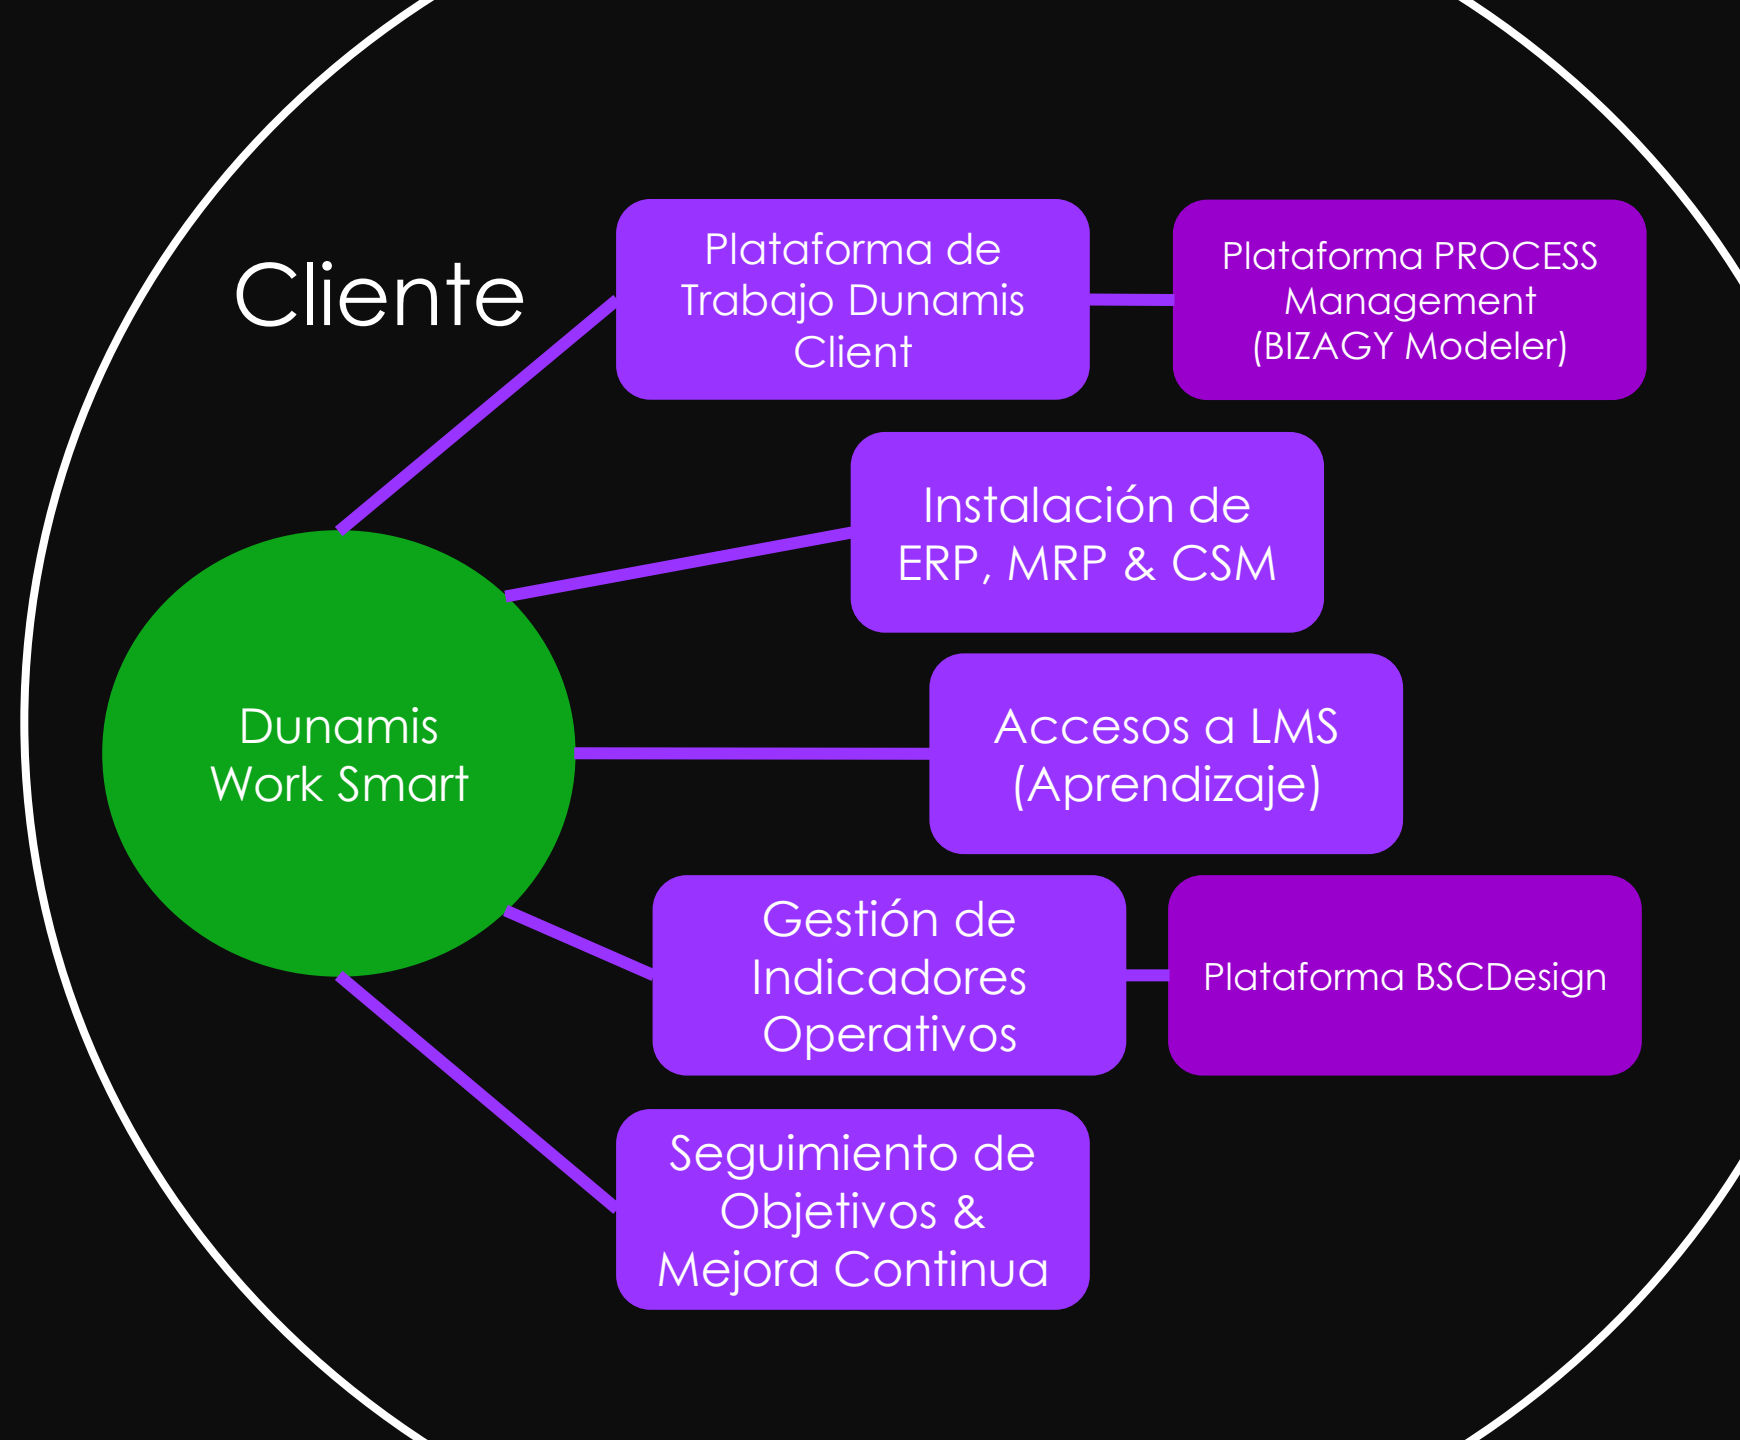 Cliente
Plataforma de
Trabajo Dunamis
Client
Plataforma PROCESS
Management
(BIZAGY Modeler)
Instalación de
ERP, MRP & CSM
Dunamis
Work Smart
Accesos a LMS
(Aprendizaje)
Gestión de
Indicadores
Operativos
Plataforma BSCDesign
Seguimiento de
Objetivos &
Mejora Continua